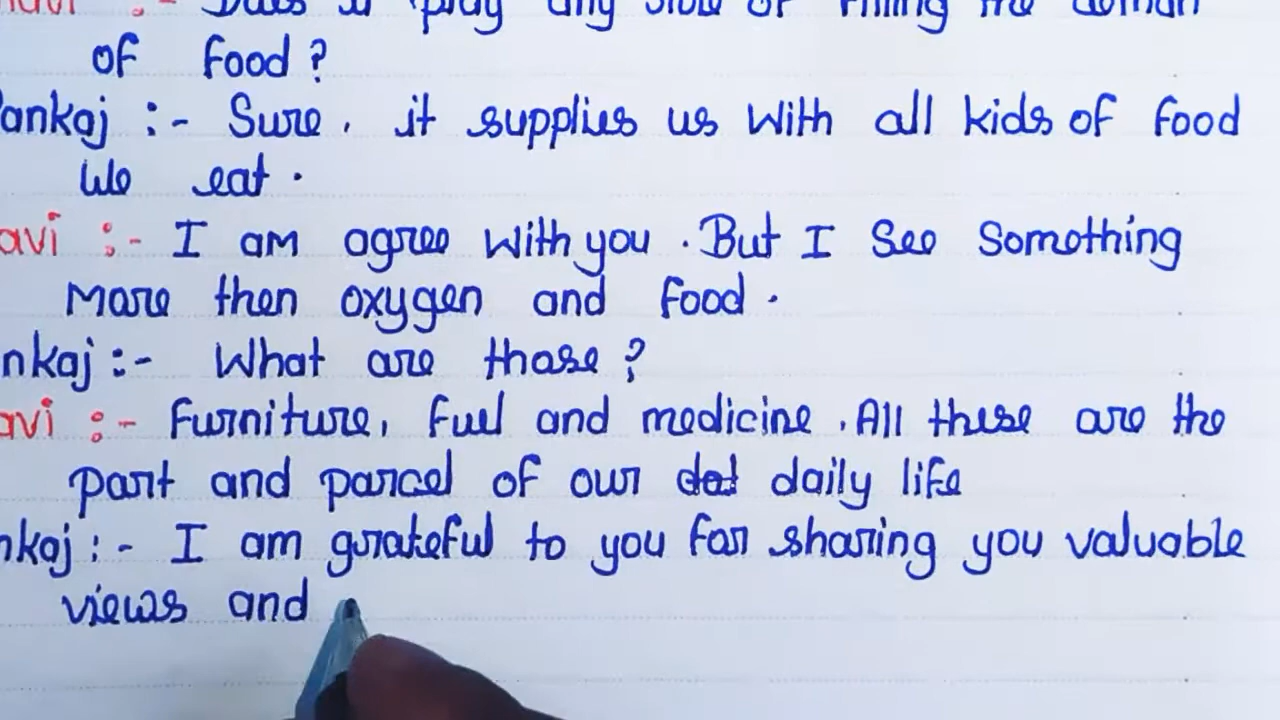 of food?
ankaj :- Sure, it supplies us with all kids of food
we eat.
avi :- I am agree with you. But I see something
more then oxygen and food.
nkaj :- What are those?
avi :- Furniture, fuel and medicine. All these are the
part and parcel of our daily life
nkaj :- I am grateful to you for sharing you valuable
views and